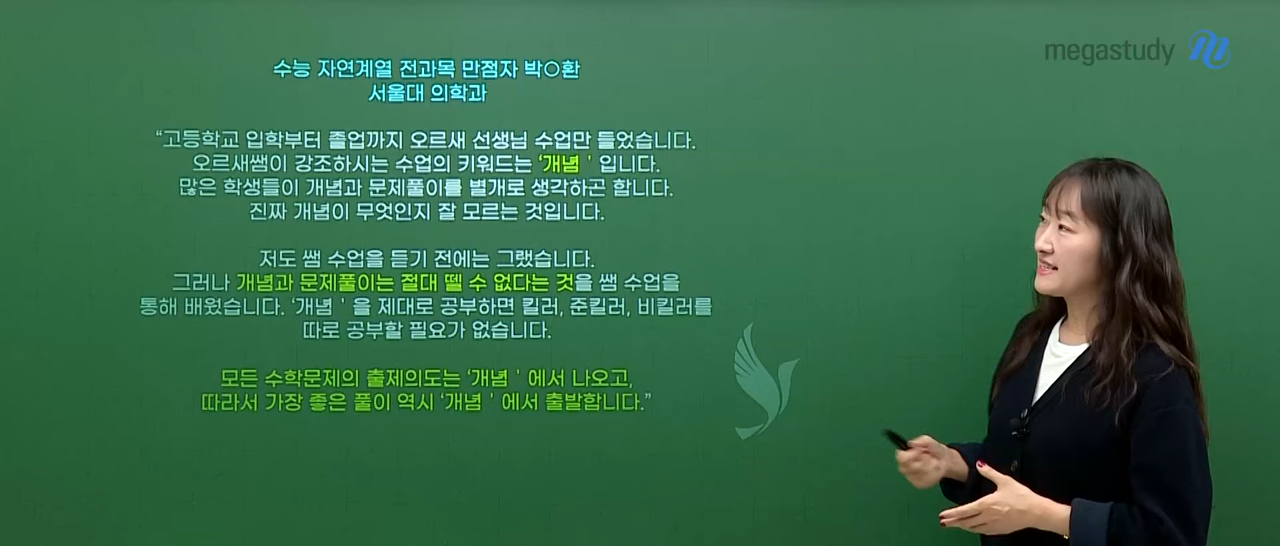 megastudy
수능 자연계열 전과목 만점자 박○환
서울대 의학과
“고등학교 입학부터 졸업까지 오르새 선생님 수업만 들었습니다.
오르새쌤이 강조하시는 수업의 키워드는 ‘개념 ’ 입니다.
많은 학생들이 개념과 문제풀이를 별개로 생각하곤 합니다.
진짜 개념이 무엇인지 잘 모르는 것입니다.
저도 쌤 수업을 듣기 전에는 그랬습니다.
그러나 개념과 문제풀이는 절대 뗄 수 없다는 것을 쌤 수업을
통해 배웠습니다. ‘개념 ’ 을 제대로 공부하면 킬러, 준킬러, 비킬러를
따로 공부할 필요가 없습니다.
모든 수학문제의 출제의도는 ‘개념 ’ 에서 나오고,
따라서 가장 좋은 풀이 역시 ‘개념 ’ 에서 출발합니다.”